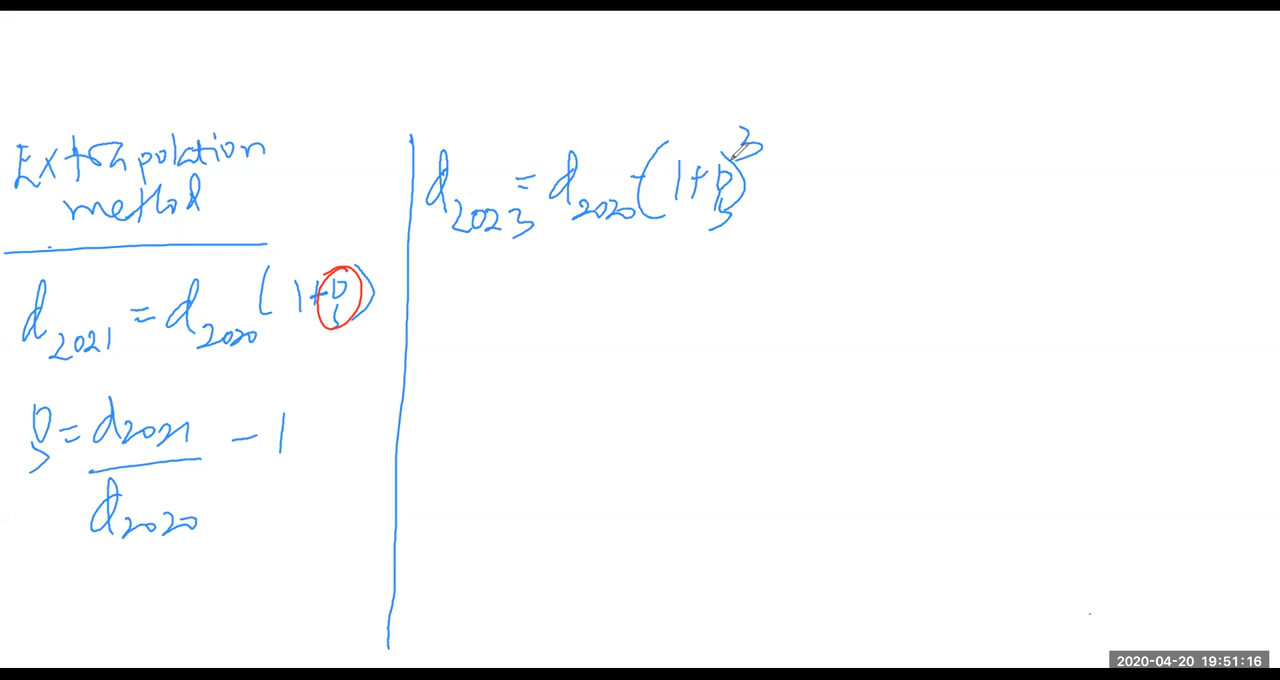 Extrapolation
method
d₂₀₂₁ = d₂₀₂₀ (1+g)
g = d₂₀₂₁ / d₂₀₂₀ - 1
d₂₀₂₃ = d₂₀₂₀ (1+g)³
2020-04-20 19:51:16